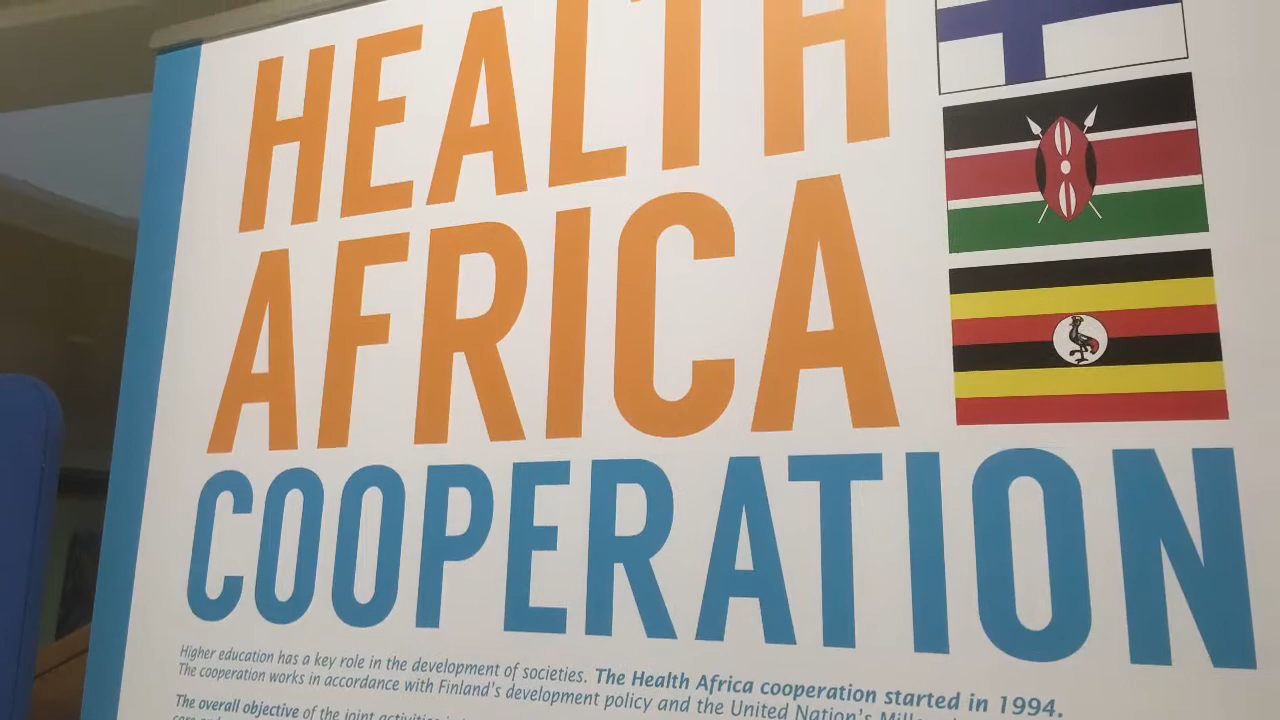 HEALTH
AFRICA
COOPERATION
Higher education has a key role in the development of societies. The Health Africa cooperation started in 1994.
The cooperation works in accordance with Finland's development policy and the United Nation's
The overall objective of the joint activities